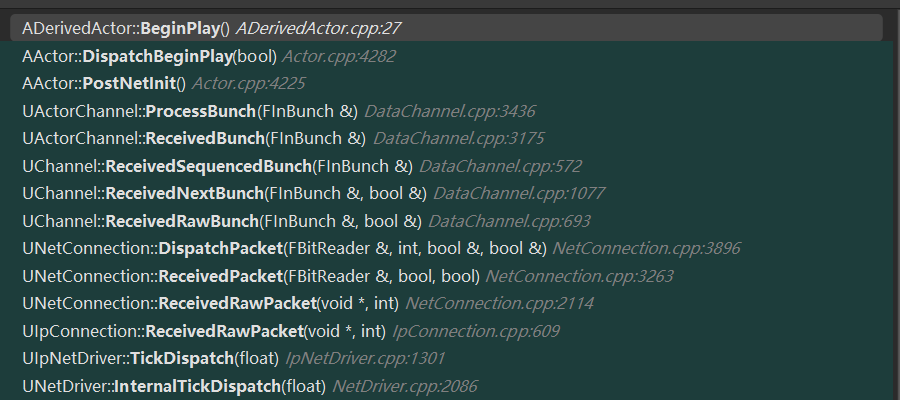 ADerivedActor::BeginPlay() ADerivedActor.cpp:27
AActor::DispatchBeginPlay(bool) Actor.cpp:4282
AActor::PostNetInit() Actor.cpp:4225
UActorChannel::ProcessBunch(FInBunch &) DataChannel.cpp:3436
UActorChannel::ReceivedBunch(FInBunch &) DataChannel.cpp:3175
UChannel::ReceivedSequencedBunch(FInBunch &) DataChannel.cpp:572
UChannel::ReceivedNextBunch(FInBunch &, bool &) DataChannel.cpp:1077
UChannel::ReceivedRawBunch(FInBunch &, bool &) DataChannel.cpp:693
UNetConnection::DispatchPacket(FBitReader &, int, bool &, bool &) NetConnection.cpp:3896
UNetConnection::ReceivedPacket(FBitReader &, bool, bool) NetConnection.cpp:3263
UNetConnection::ReceivedRawPacket(void *, int) NetConnection.cpp:2114
UIpConnection::ReceivedRawPacket(void *, int) IpConnection.cpp:609
UIpNetDriver::TickDispatch(float) IpNetDriver.cpp:1301
UNetDriver::InternalTickDispatch(float) NetDriver.cpp:2086